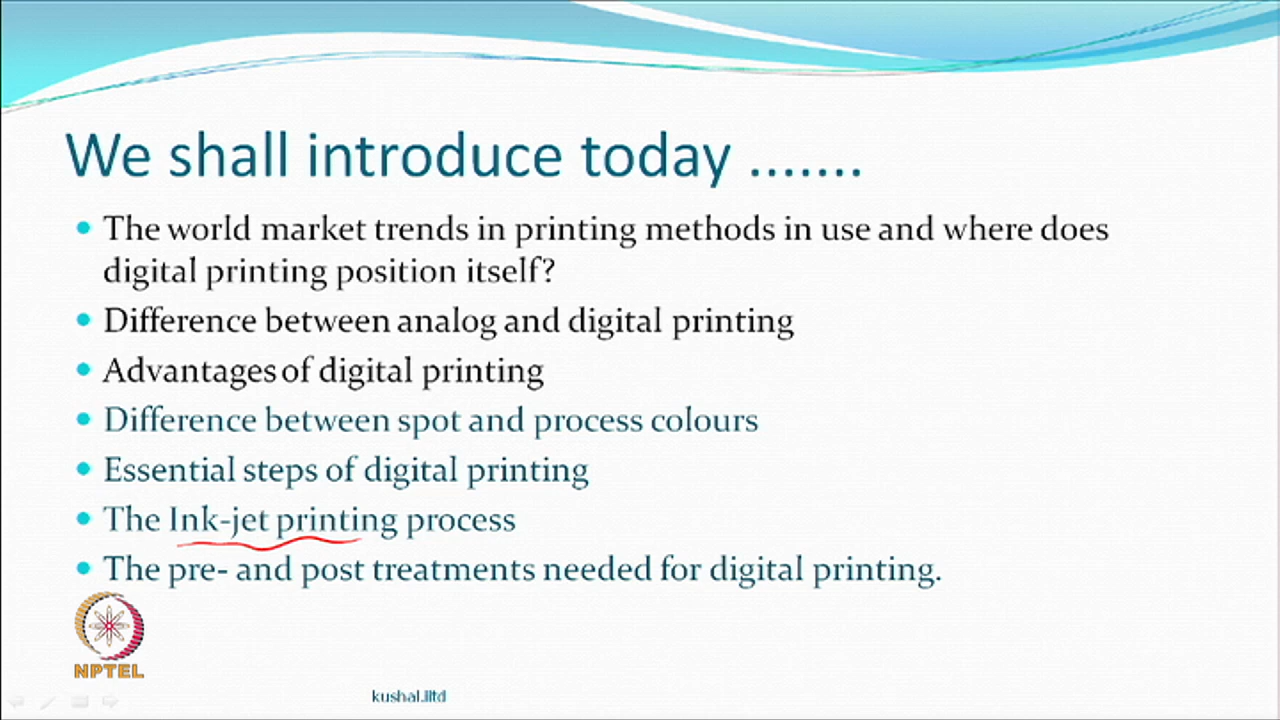 We shall introduce today .......
• The world market trends in printing methods in use and where does
digital printing position itself?
• Difference between analog and digital printing
• Advantages of digital printing
• Difference between spot and process colours
• Essential steps of digital printing
• The Ink-jet printing process
• The pre- and post treatments needed for digital printing.
NPTEL
kushal.iitd